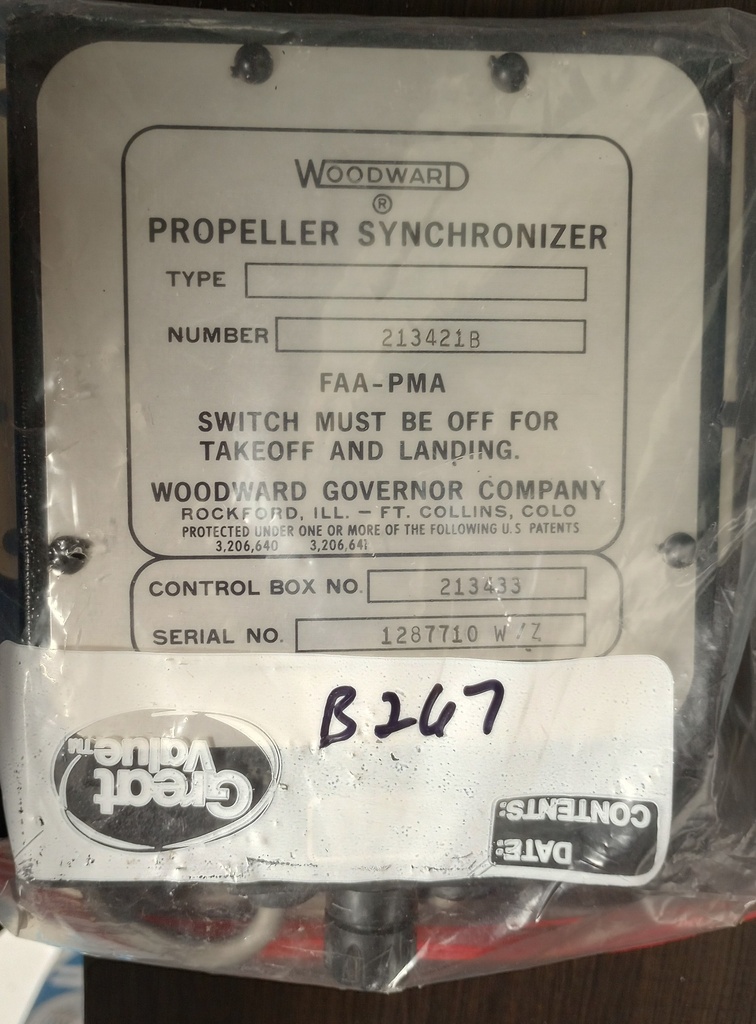 WOODWARD
®
PROPELLER SYNCHRONIZER
TYPE
NUMBER 213421B
FAA-PMA
SWITCH MUST BE OFF FOR
TAKEOFF AND LANDING.
WOODWARD GOVERNOR COMPANY
ROCKFORD, ILL. - FT. COLLINS, COLO
PROTECTED UNDER ONE OR MORE OF THE FOLLOWING U.S PATENTS
3,206,640 3,206,641
CONTROL BOX NO. 213433
SERIAL NO. 1287710
B267
Great
Value™
DATE:
CONTENTS: